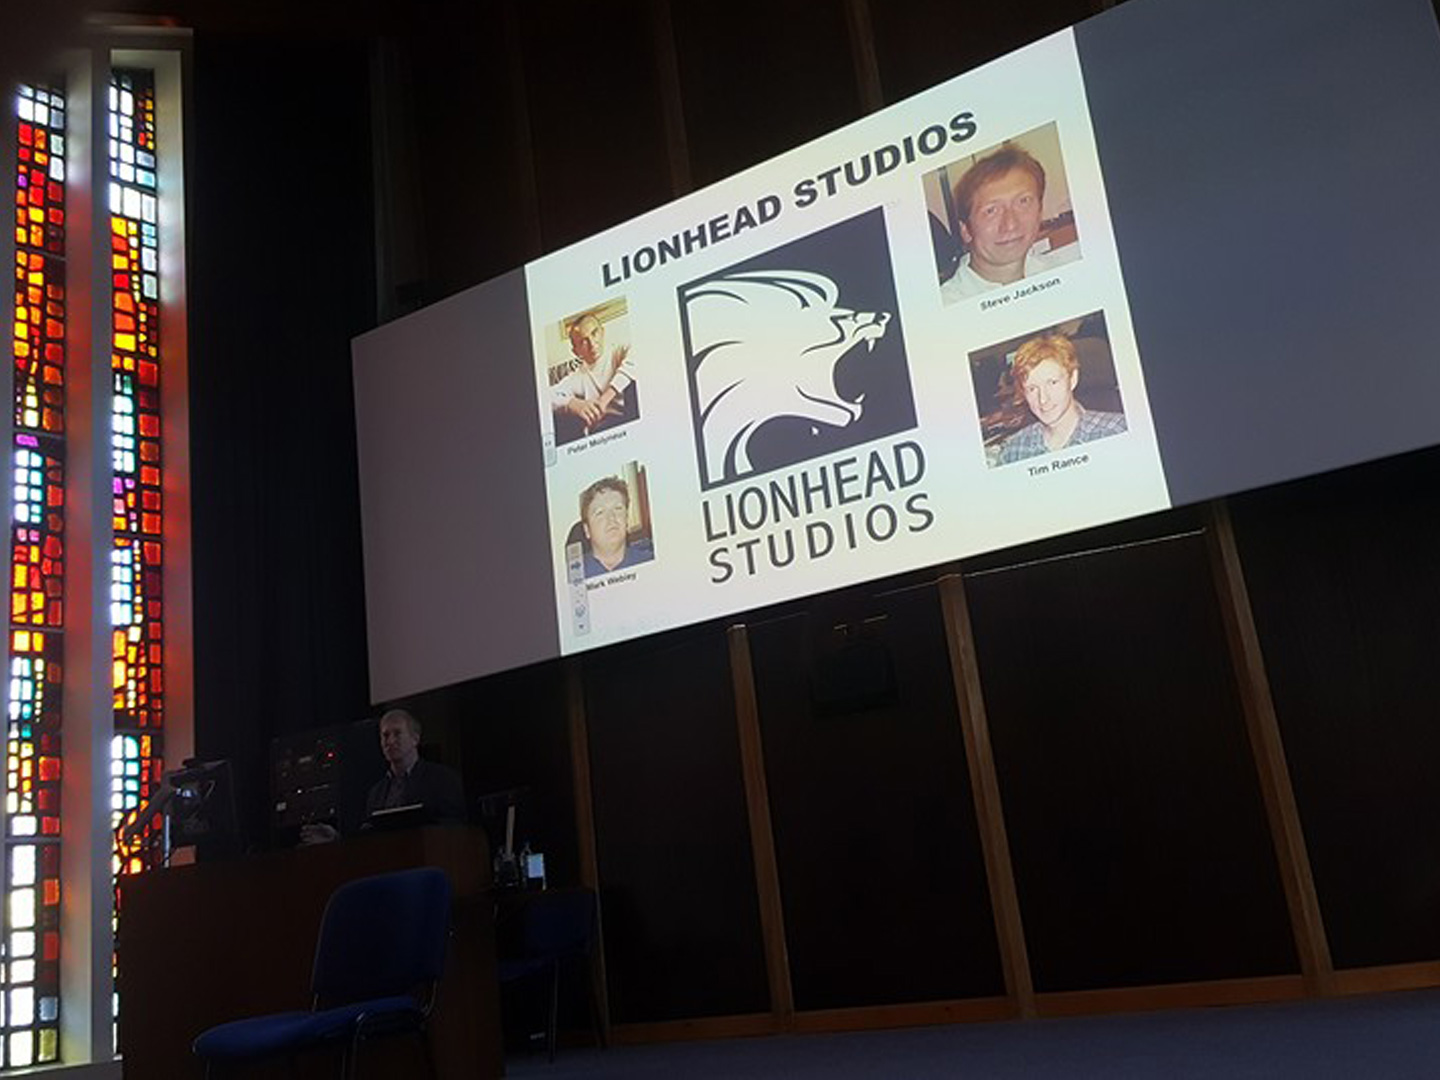 LIONHEAD STUDIOS
Steve Jackson
Peter Molyneux
Tim Rance
Mark Webley
LIONHEAD
STUDIOS